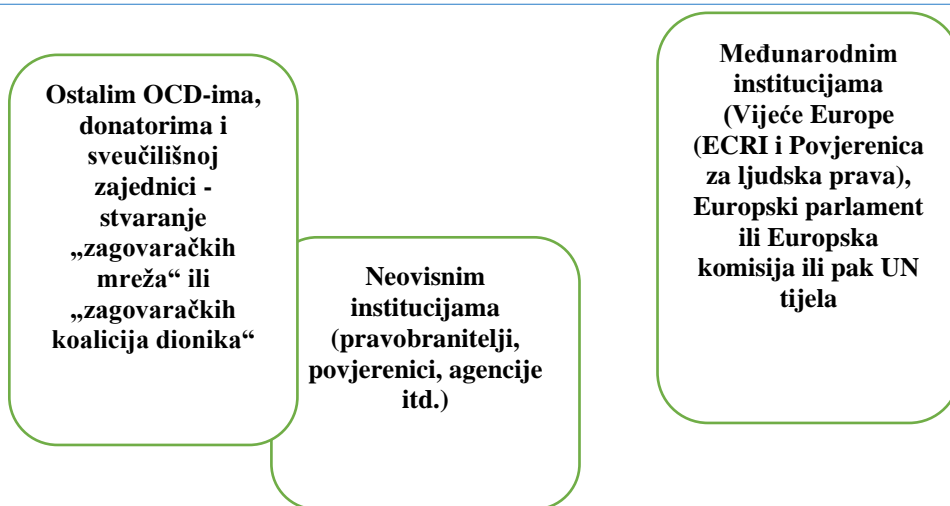 Ostalim OCD-ima,
donatorima i
sveučilišnoj
zajednici -
stvaranje
„zagovaračkih
mreža“ ili
„zagovaračkih
koalicija dionika“
Neovisnim
institucijama
(pravobranitelji,
povjerenici, agencije
itd.)
Međunarodnim
institucijama
(Vijeće Europe
(ECRI i Povjerenica
za ljudska prava),
Europski parlament
ili Europska
komisija ili pak UN
tijela